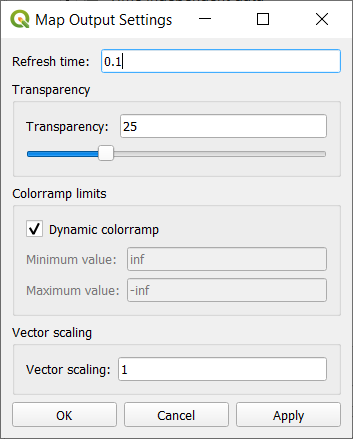 Map Output Settings
Refresh time: 0.1
Transparency
Transparency: 25
Colorramp limits
Dynamic colorramp
Minimum value: inf
Maximum value: -inf
Vector scaling
Vector scaling: 1
OK Cancel Apply